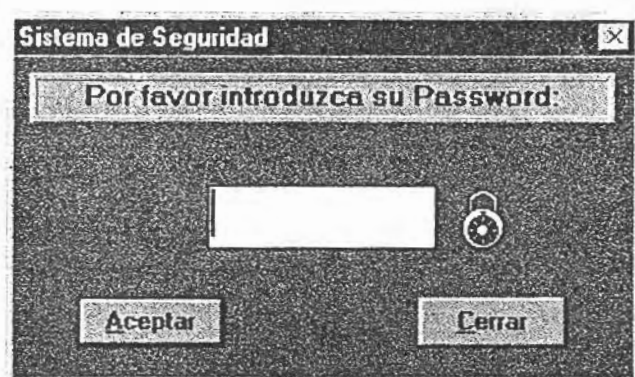 Sistema de Seguridad
Por favor introduzca su Password:
Aceptar
Cerrar